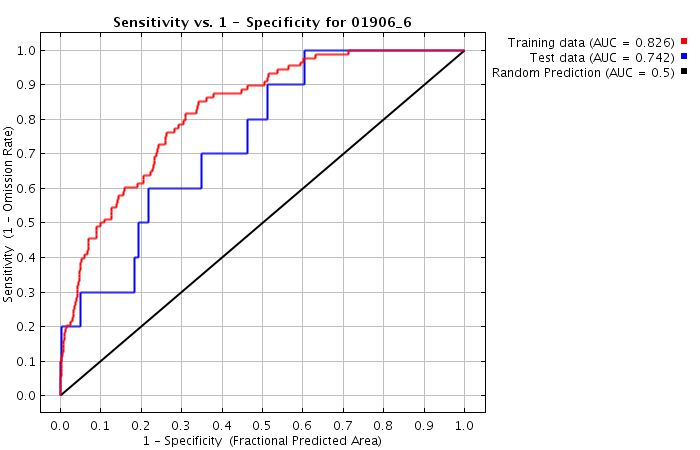 Sensitivity vs. 1 - Specificity for 01906_6
Training data (AUC = 0.826)
Test data (AUC = 0.742)
Random Prediction (AUC = 0.5)
Sensitivity (1 - Omission Rate)
1.0
0.9
0.8
0.7
0.6
0.5
0.4
0.3
0.2
0.1
0.0
0.0 0.1 0.2 0.3 0.4 0.5 0.6 0.7 0.8 0.9 1.0
1 - Specificity (Fractional Predicted Area)